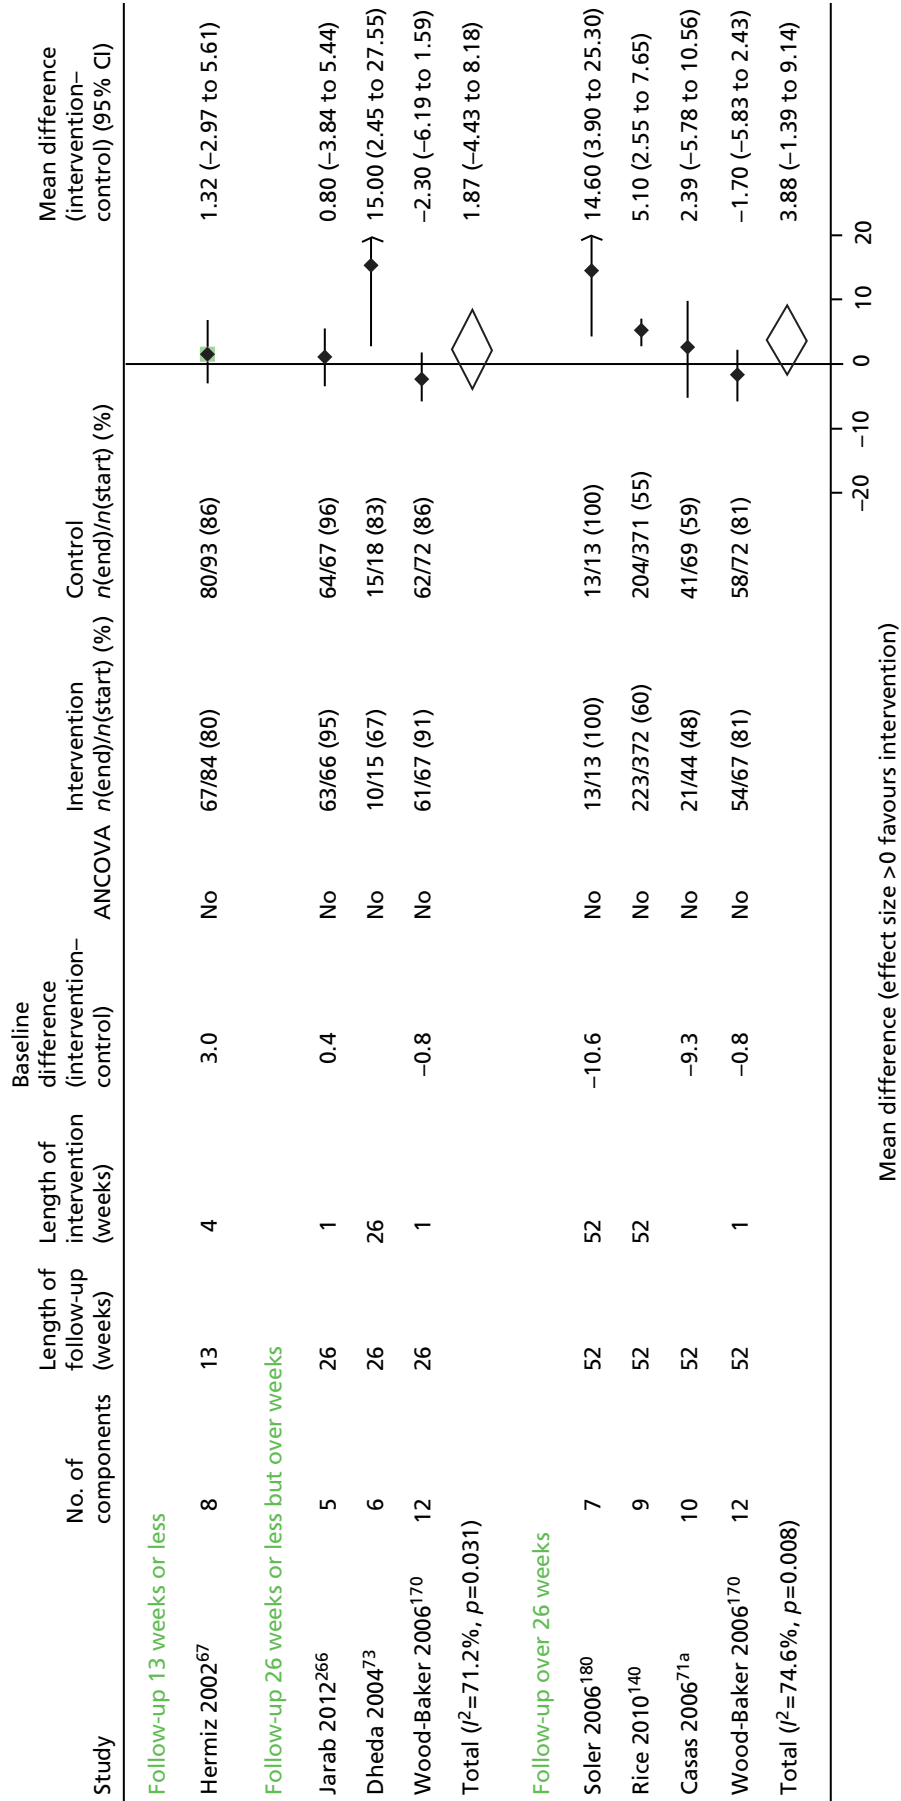 Study No. of components Length of follow-up (weeks) Length of intervention (weeks) Baseline difference (intervention–control) ANCOVA Intervention n(end)/n(start) (%) Control n(end)/n(start) (%) Mean difference (intervention–control) (95% CI)
Follow-up 13 weeks or less
Hermiz 200267 8 13 4 3.0 No 67/84 (80) 80/93 (86) 1.32 (−2.97 to 5.61)
Follow-up 26 weeks or less but over weeks
Jarab 2012266 5 26 1 0.4 No 63/66 (95) 64/67 (96) 0.80 (−3.84 to 5.44)
Dheda 200473 6 26 26 No 10/15 (67) 15/18 (83) 15.00 (2.45 to 27.55)
Wood-Baker 2006170 12 26 1 −0.8 No 61/67 (91) 62/72 (86) −2.30 (−6.19 to 1.59)
Total (I2=71.2%, p=0.031) 1.87 (−4.43 to 8.18)
Follow-up over 26 weeks
Soler 2006180 7 52 52 −10.6 No 13/13 (100) 13/13 (100) 14.60 (3.90 to 25.30)
Rice 2010140 9 52 52 No 223/372 (60) 204/371 (55) 5.10 (2.55 to 7.65)
Casas 200671a 10 52 −9.3 No 21/44 (48) 41/69 (59) 2.39 (−5.78 to 10.56)
Wood-Baker 2006170 12 52 1 −0.8 No 54/67 (81) 58/72 (81) −1.70 (−5.83 to 2.43)
Total (I2=74.6%, p=0.008) 3.88 (−1.39 to 9.14)
−20 −10 0 10 20
Mean difference (effect size >0 favours intervention)